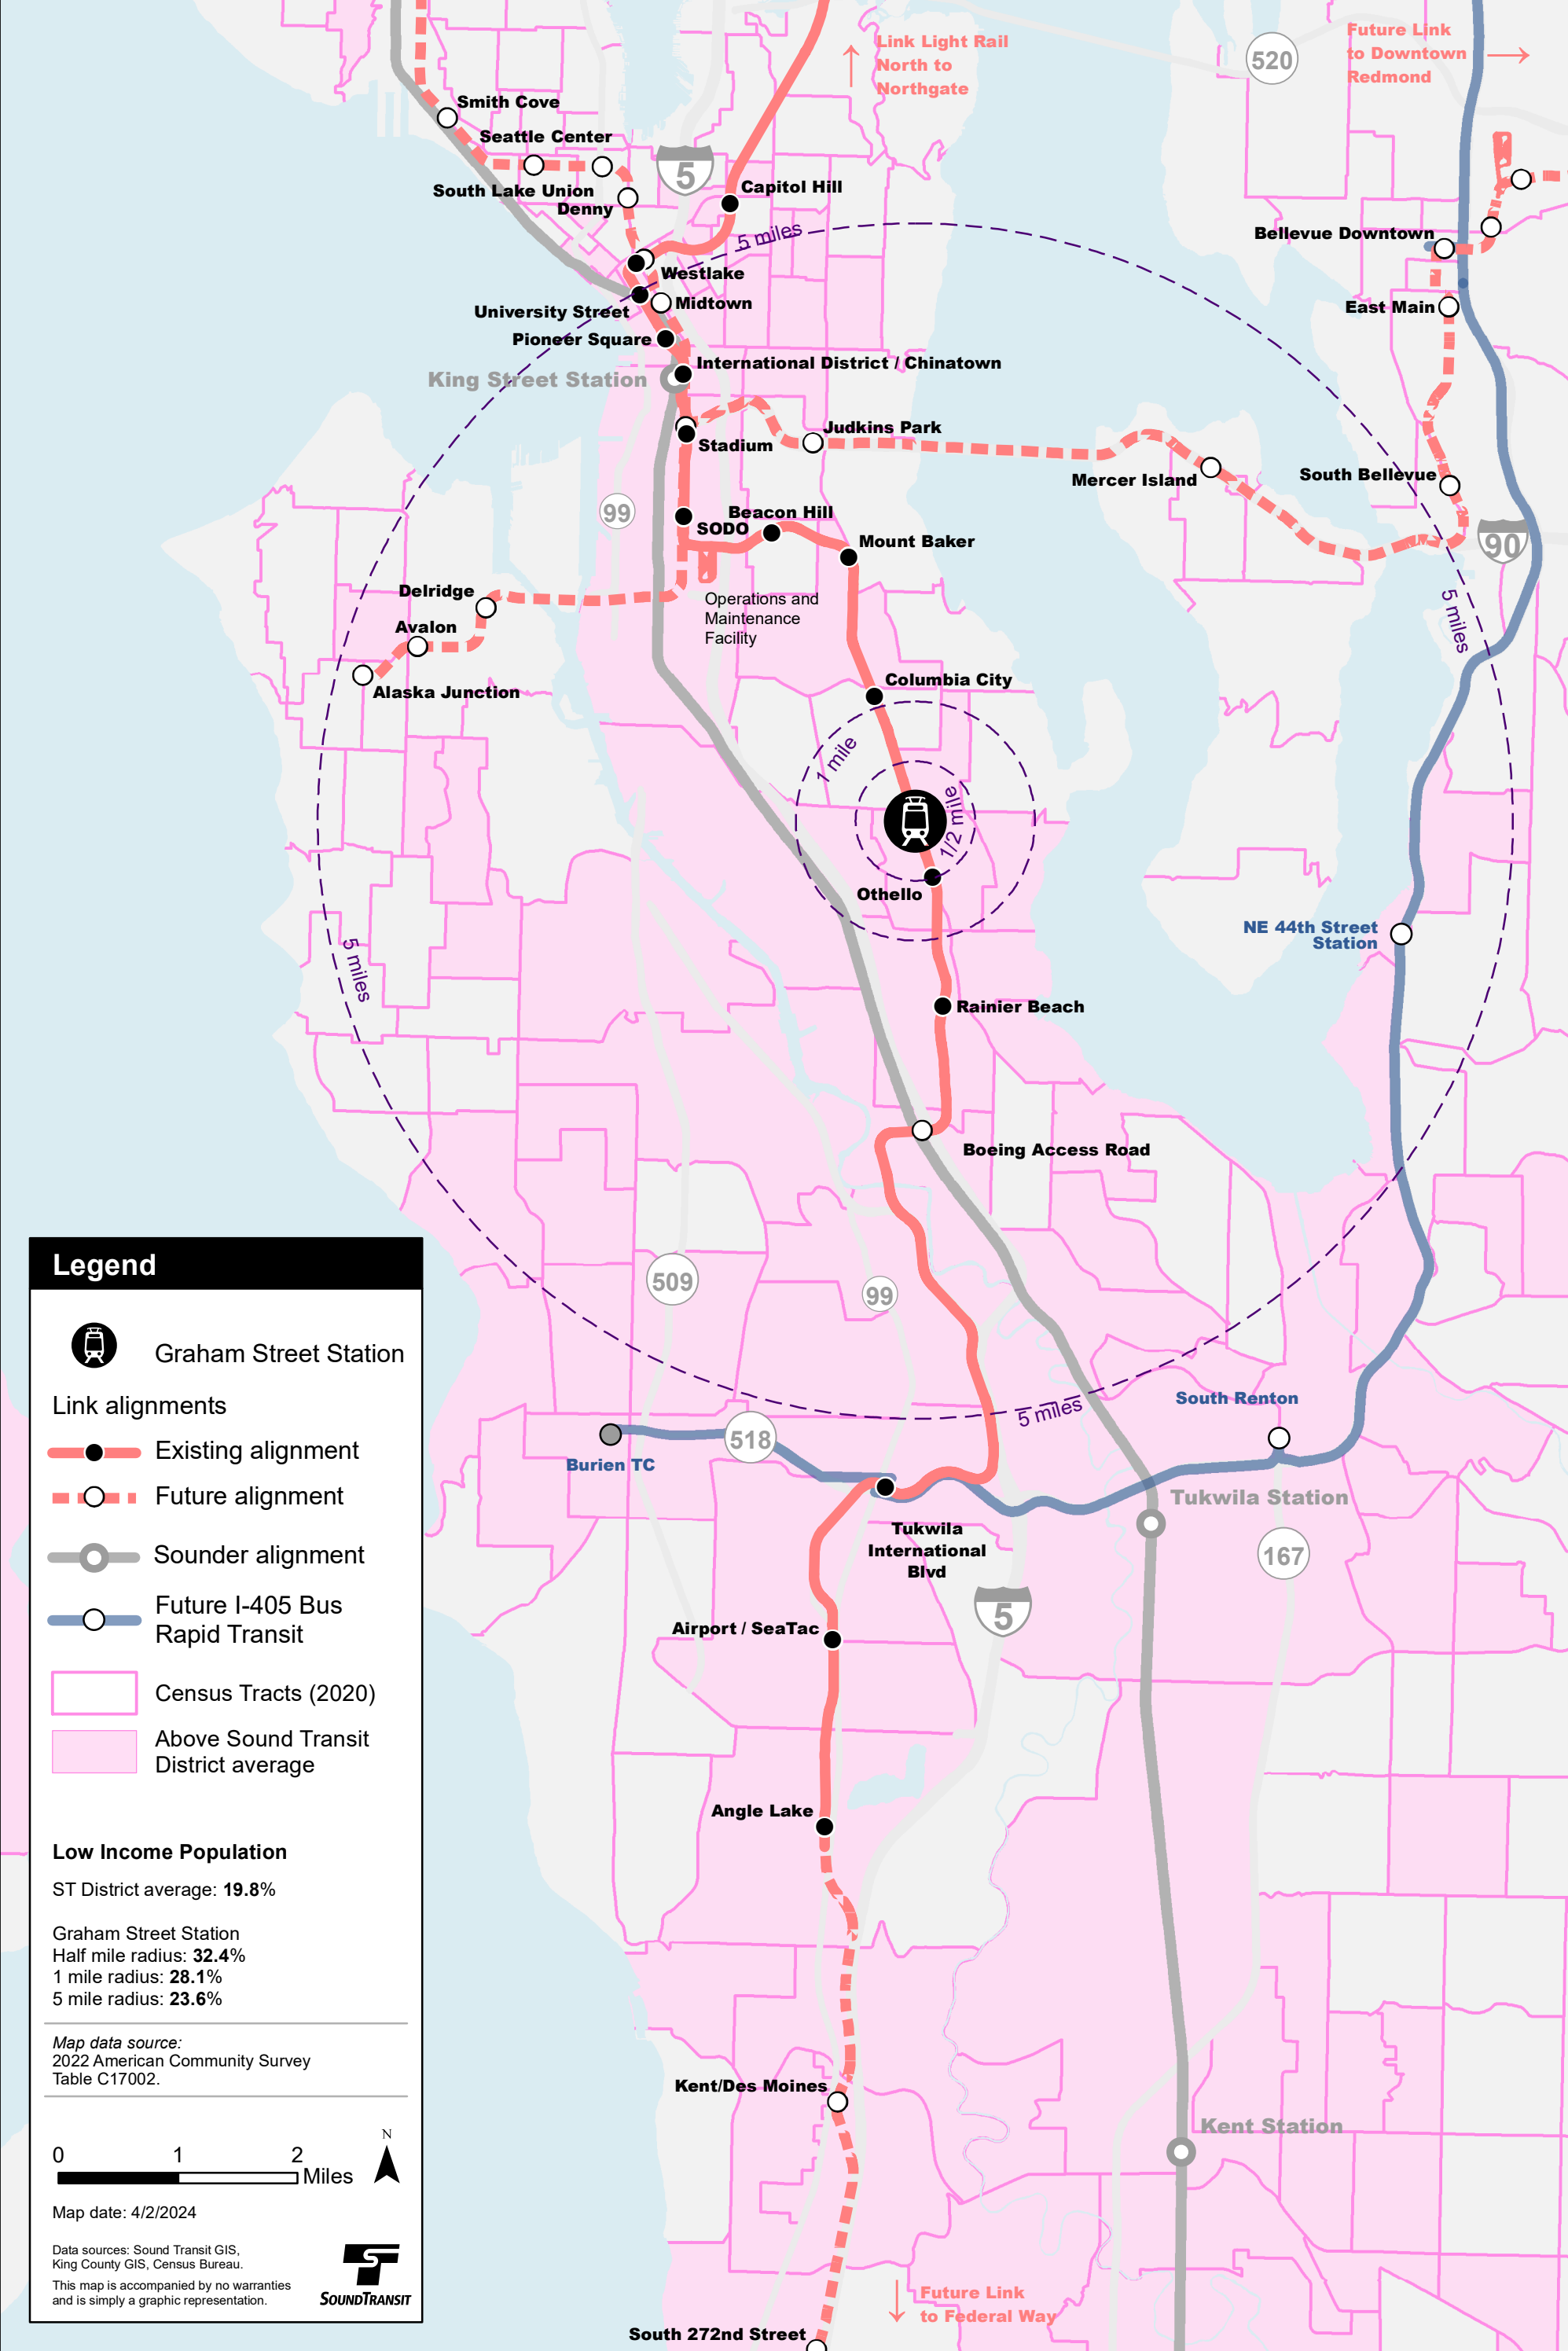 Link Light Rail
North to
Northgate
520
Future Link
to Downtown
Redmond
Smith Cove
Seattle Center
5
South Lake Union
Denny
Capitol Hill
5 miles
Bellevue Downtown
Westlake
University Street
Midtown
East Main
Pioneer Square
International District / Chinatown
King Street Station
Stadium
Judkins Park
Mercer Island
South Bellevue
99
SODO
Beacon Hill
Mount Baker
90
Delridge
Operations and
Maintenance
Facility
5 miles
Avalon
Alaska Junction
Columbia City
1 mile
1/2 mile
Othello
NE 44th Street
Station
5 miles
Rainier Beach
Boeing Access Road
509
99
5 miles
South Renton
518
Burien TC
Tukwila Station
Tukwila
International
Blvd
167
5
Airport / SeaTac
Angle Lake
Kent/Des Moines
Kent Station
Future Link
to Federal Way
South 272nd Street
Legend
Graham Street Station
Link alignments
Existing alignment
Future alignment
Sounder alignment
Future I-405 Bus
Rapid Transit
Census Tracts (2020)
Above Sound Transit
District average
Low Income Population
ST District average: 19.8%
Graham Street Station
Half mile radius: 32.4%
1 mile radius: 28.1%
5 mile radius: 23.6%
Map data source:
2022 American Community Survey
Table C17002.
0 1 2
Miles
N
Map date: 4/2/2024
Data sources: Sound Transit GIS,
King County GIS, Census Bureau.
This map is accompanied by no warranties
and is simply a graphic representation.
SOUNDTRANSIT